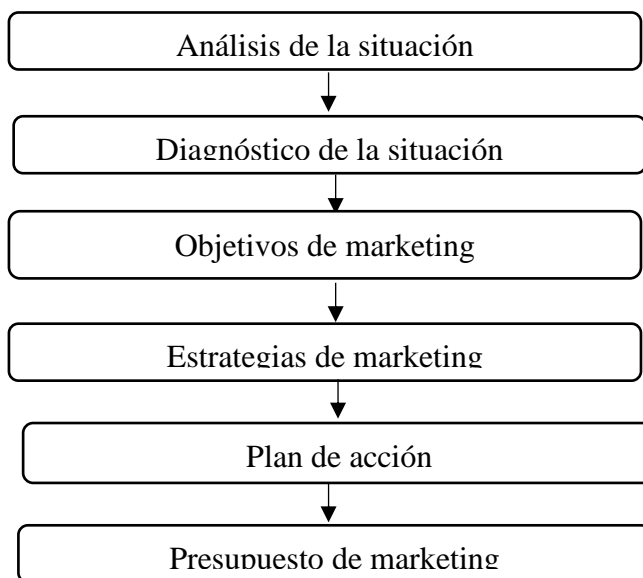 Análisis de la situación
Diagnóstico de la situación
Objetivos de marketing
Estrategias de marketing
Plan de acción
Presupuesto de marketing